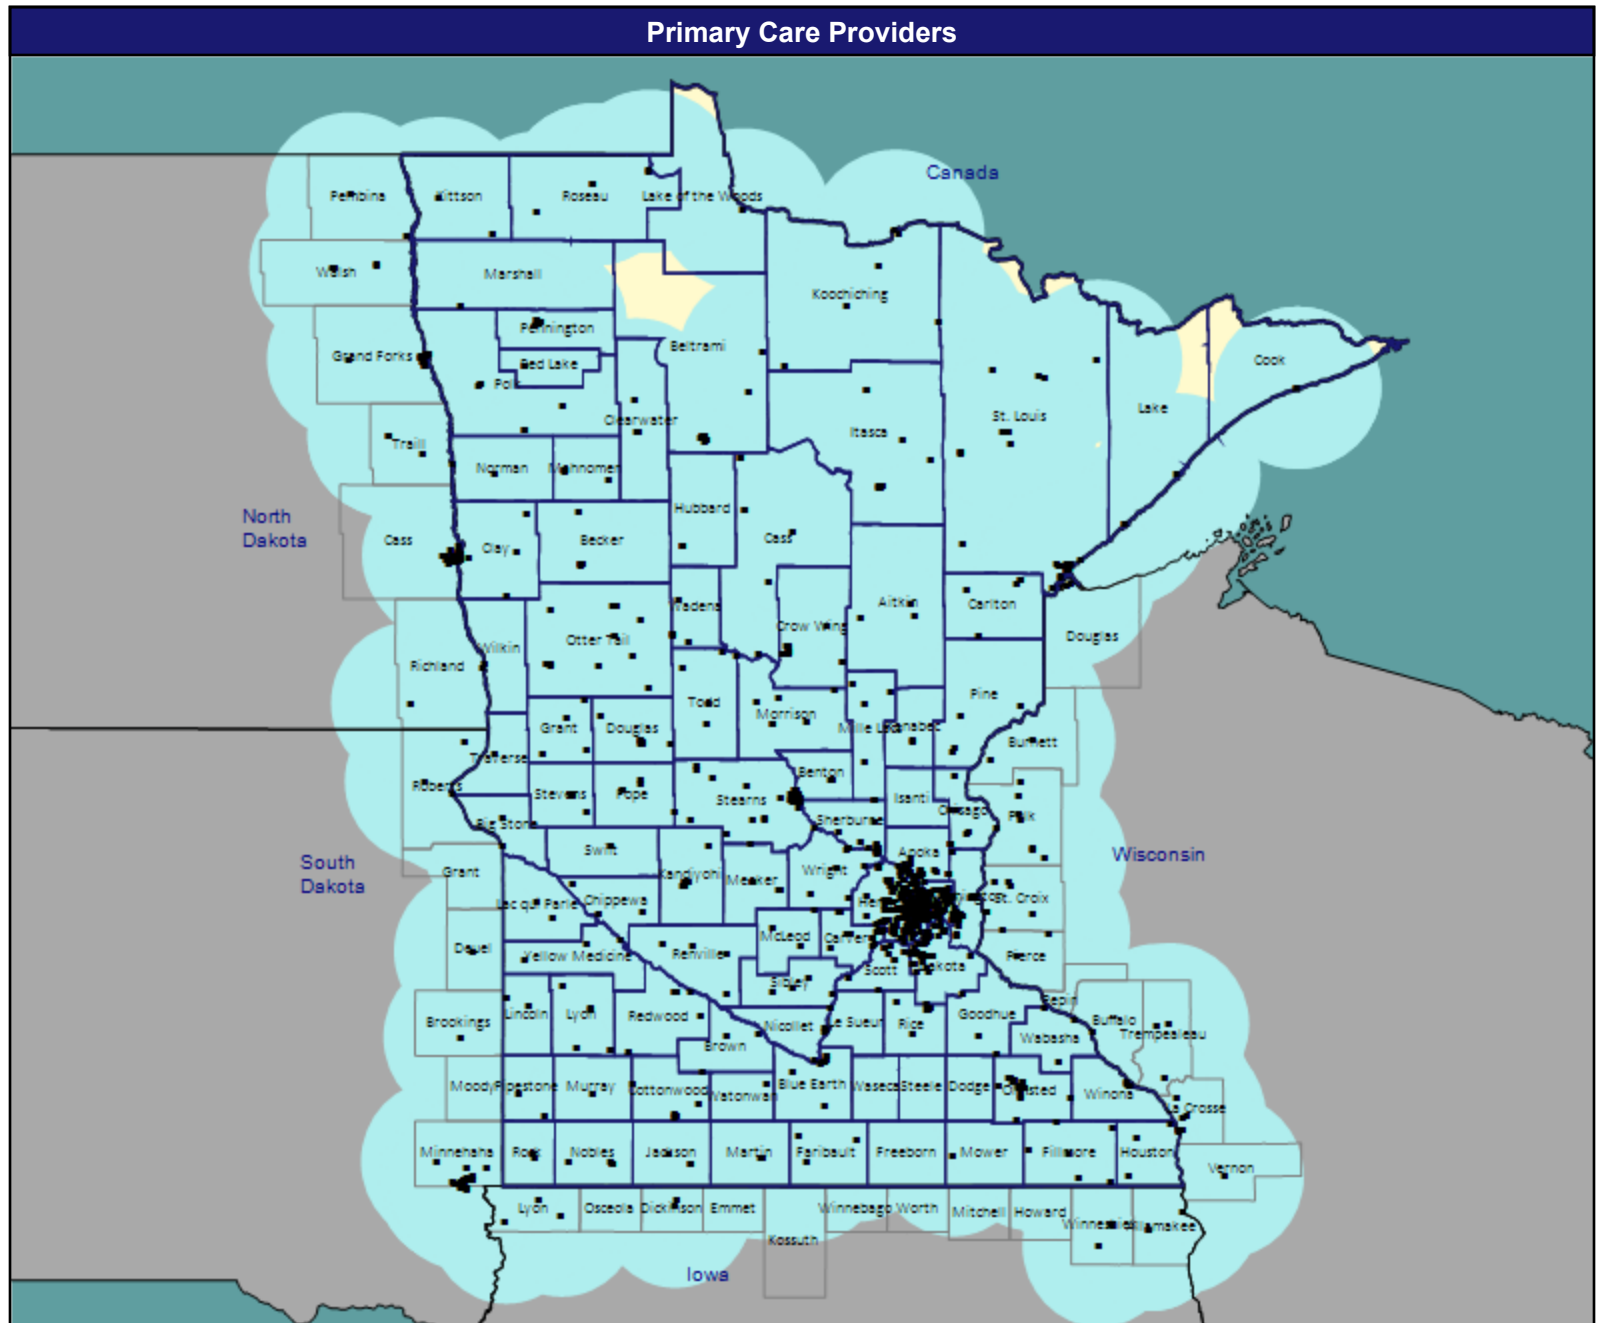 Primary Care Providers
Canada
Pembina
Kittson
Roseau
Lake of the Woods
Walsh
Marshall
Koochiching
Pennington
Beltrami
Grand Forks
Red Lake
Cook
Polk
Lake
St. Louis
Clearwater
Itasca
Traill
Norman
Mahnomen
Hubbard
North
Dakota
Cass
Clay
Becker
Cass
Wadena
Aitkin
Carlton
Crow Wing
Otter Tail
Wilkin
Douglas
Richland
Pine
Todd
Morrison
Grant
Douglas
Mille Lacs
Kanabec
Burnett
Traverse
Benton
Roberts
Stevens
Pope
Stearns
Isanti
Chisago
Polk
Big Stone
Sherburne
Swift
Anoka
Wisconsin
South
Dakota
Grant
Kandiyohi
Meeker
Wright
Lac qui Parle
Chippewa
St. Croix
McLeod
Carver
Deuel
Yellow Medicine
Renville
Pierce
Scott
Dakota
Sibley
Pepin
Brookings
Lincoln
Lyon
Redwood
Nicollet
Le Sueur
Rice
Goodhue
Buffalo
Trempealeau
Wabasha
Brown
Moody
Pipestone
Murray
Cottonwood
Watonwan
Blue Earth
Waseca
Steele
Dodge
Olmsted
Winona
La Crosse
Minnehaha
Rock
Nobles
Jackson
Martin
Faribault
Freeborn
Mower
Fillmore
Houston
Vernon
Lyon
Osceola
Dickinson
Emmet
Winnebago
Worth
Mitchell
Howard
Winneshiek
Allamakee
Kossuth
Iowa